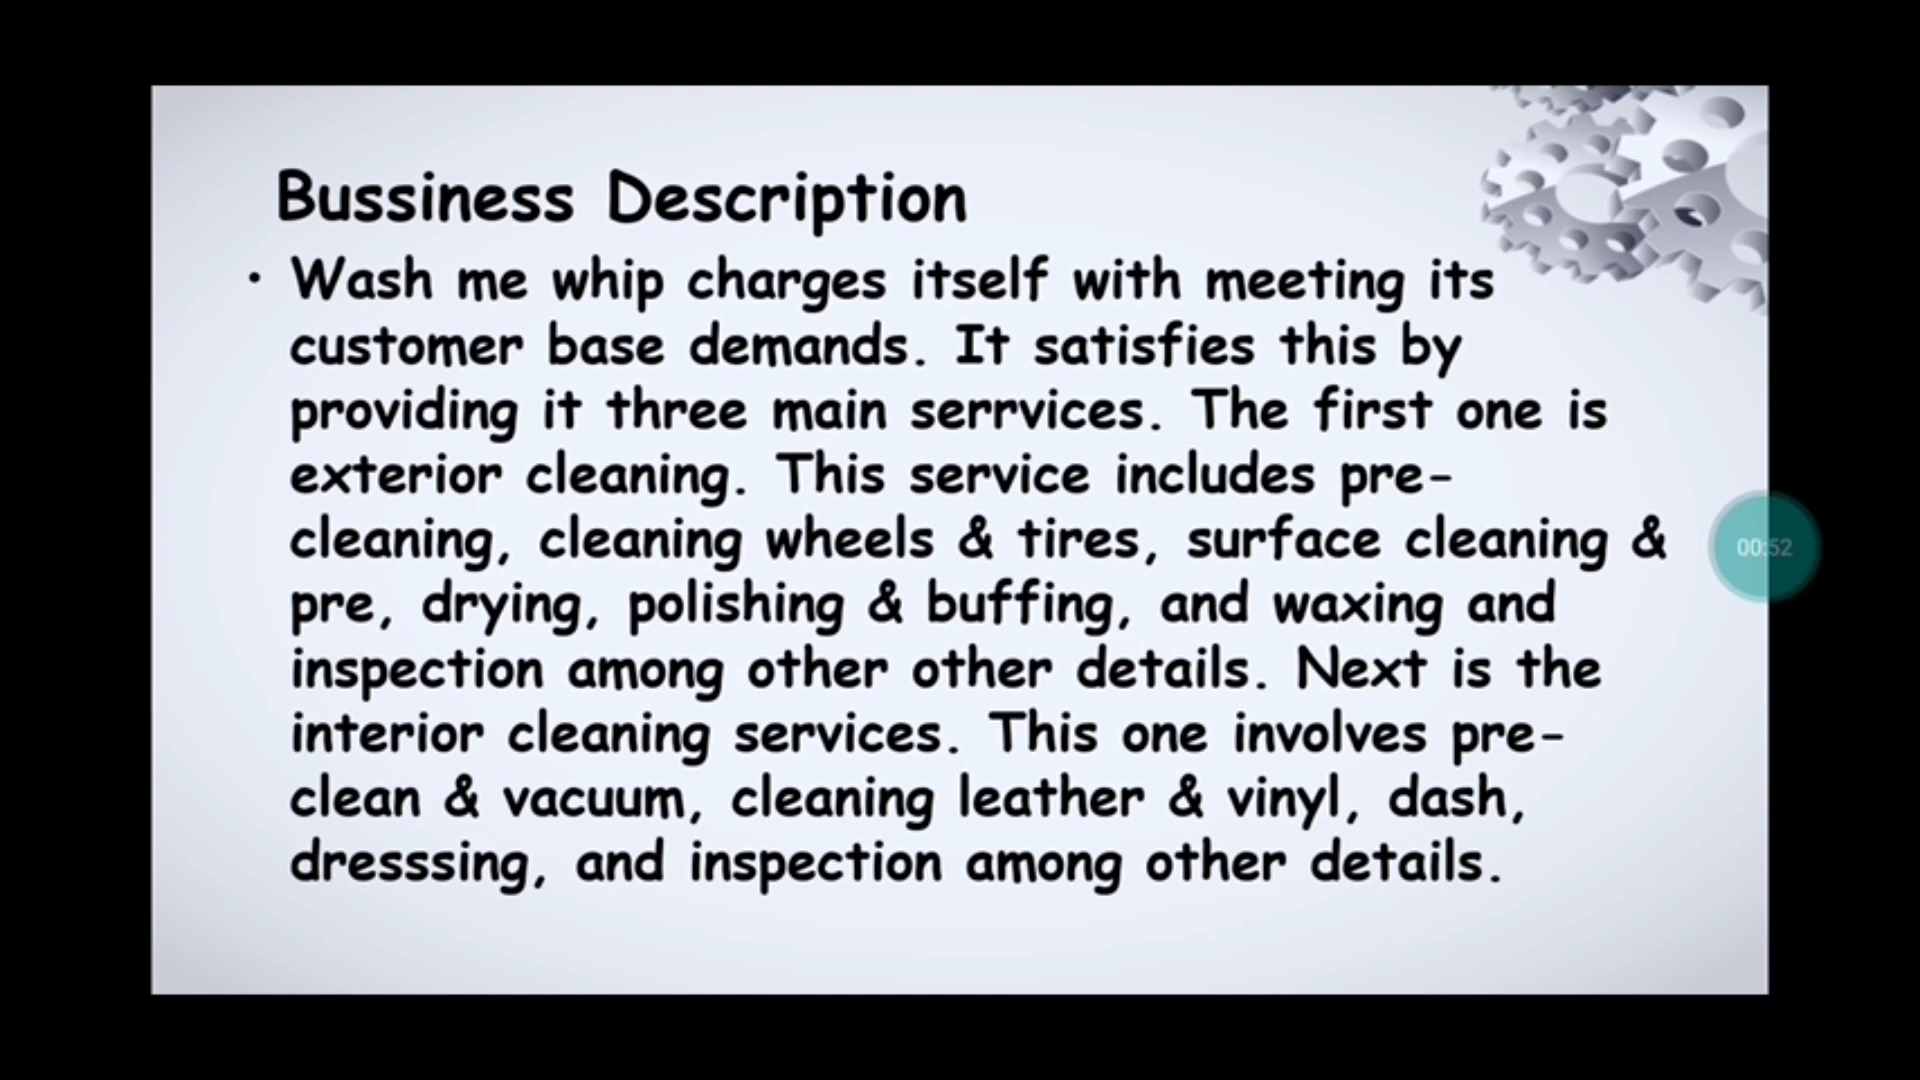 Bussiness Description
• Wash me whip charges itself with meeting its
customer base demands. It satisfies this by
providing it three main serrvices. The first one is
exterior cleaning. This service includes pre-
cleaning, cleaning wheels & tires, surface cleaning &
pre, drying, polishing & buffing, and waxing and
inspection among other other details. Next is the
interior cleaning services. This one involves pre-
clean & vacuum, cleaning leather & vinyl, dash,
dresssing, and inspection among other details.
00:52